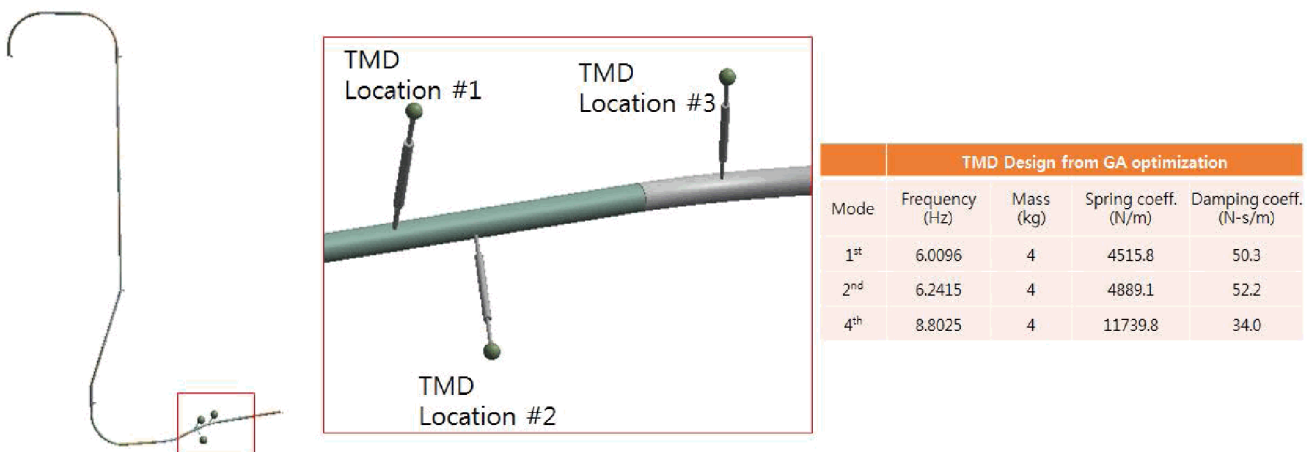 TMD
Location #1
TMD
Location #3
TMD
Location #2
TMD Design from GA optimization
Mode Frequency (Hz) Mass (kg) Spring coeff. (N/m) Damping coeff. (N-s/m)
1st 6.0096 4 4515.8 50.3
2nd 6.2415 4 4889.1 52.2
4th 8.8025 4 11739.8 34.0